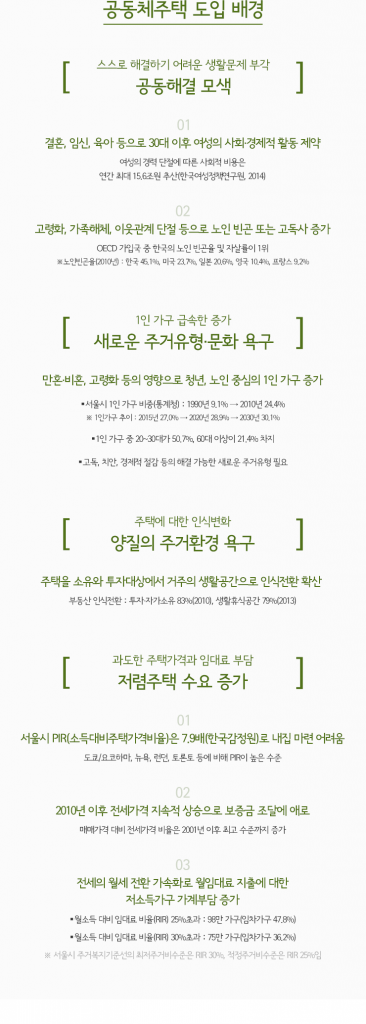 공동체주택 도입 배경
스스로 해결하기 어려운 생활문제 부각
공동해결 모색
01
결혼, 임신, 육아 등으로 30대 이후 여성의 사회·경제적 활동 제약
여성의 경력 단절에 따른 사회적 비용은
연간 최대 15.6조원 추산(한국여성정책연구원, 2014)
02
고령화, 가족해체, 이웃관계 단절 등으로 노인 빈곤 또는 고독사 증가
OECD 가입국 중 한국의 노인 빈곤율 및 자살률이 1위
※노인빈곤율(2010년) : 한국 45.1%, 미국 23.7%, 일본 20.6%, 영국 10.4%, 프랑스 9.2%
1인 가구 급속한 증가
새로운 주거유형·문화 욕구
만혼·비혼, 고령화 등의 영향으로 청년, 노인 중심의 1인 가구 증가
▪서울시 1인 가구 비중(통계청) : 1990년 9.1% → 2010년 24.4%
※ 1인가구 추이 : 2015년 27.0% → 2020년 28.9% → 2030년 30.1%
▪1인 가구 중 20~30대가 50.7%, 60대 이상이 21.4% 차지
▪고독, 치안, 경제적 절감 등의 해결 가능한 새로운 주거유형 필요
주택에 대한 인식변화
양질의 주거환경 욕구
주택을 소유와 투자대상에서 거주의 생활공간으로 인식전환 확산
부동산 인식전환 : 투자·자가소유 83%(2010), 생활휴식공간 79%(2013)
과도한 주택가격과 임대료 부담
저렴주택 수요 증가
01
서울시 PIR(소득대비주택가격비율)은 7.9배(한국감정원)로 내집 마련 어려움
도쿄/요코하마, 뉴욕, 런던, 토론토 등에 비해 PIR이 높은 수준
02
2010년 이후 전세가격 지속적 상승으로 보증금 조달에 애로
매매가격 대비 전세가격 비율은 2001년 이후 최고 수준까지 증가
03
전세의 월세 전환 가속화로 월임대료 지출에 대한
저소득가구 가계부담 증가
▪월소득 대비 임대료 비율(RIR) 25%초과 : 98만 가구(임차가구 47.8%)
▪월소득 대비 임대료 비율(RIR) 30%초과 : 75만 가구(임차가구 36.2%)
※ 서울시 주거복지기준선의 최저주거비수준은 RIR 30%, 적정주거비수준은 RIR 25%임